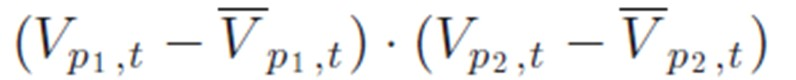 (V_{p_1,t} − \overline{V}_{p_1,t}) · (V_{p_2,t} − \overline{V}_{p_2,t})